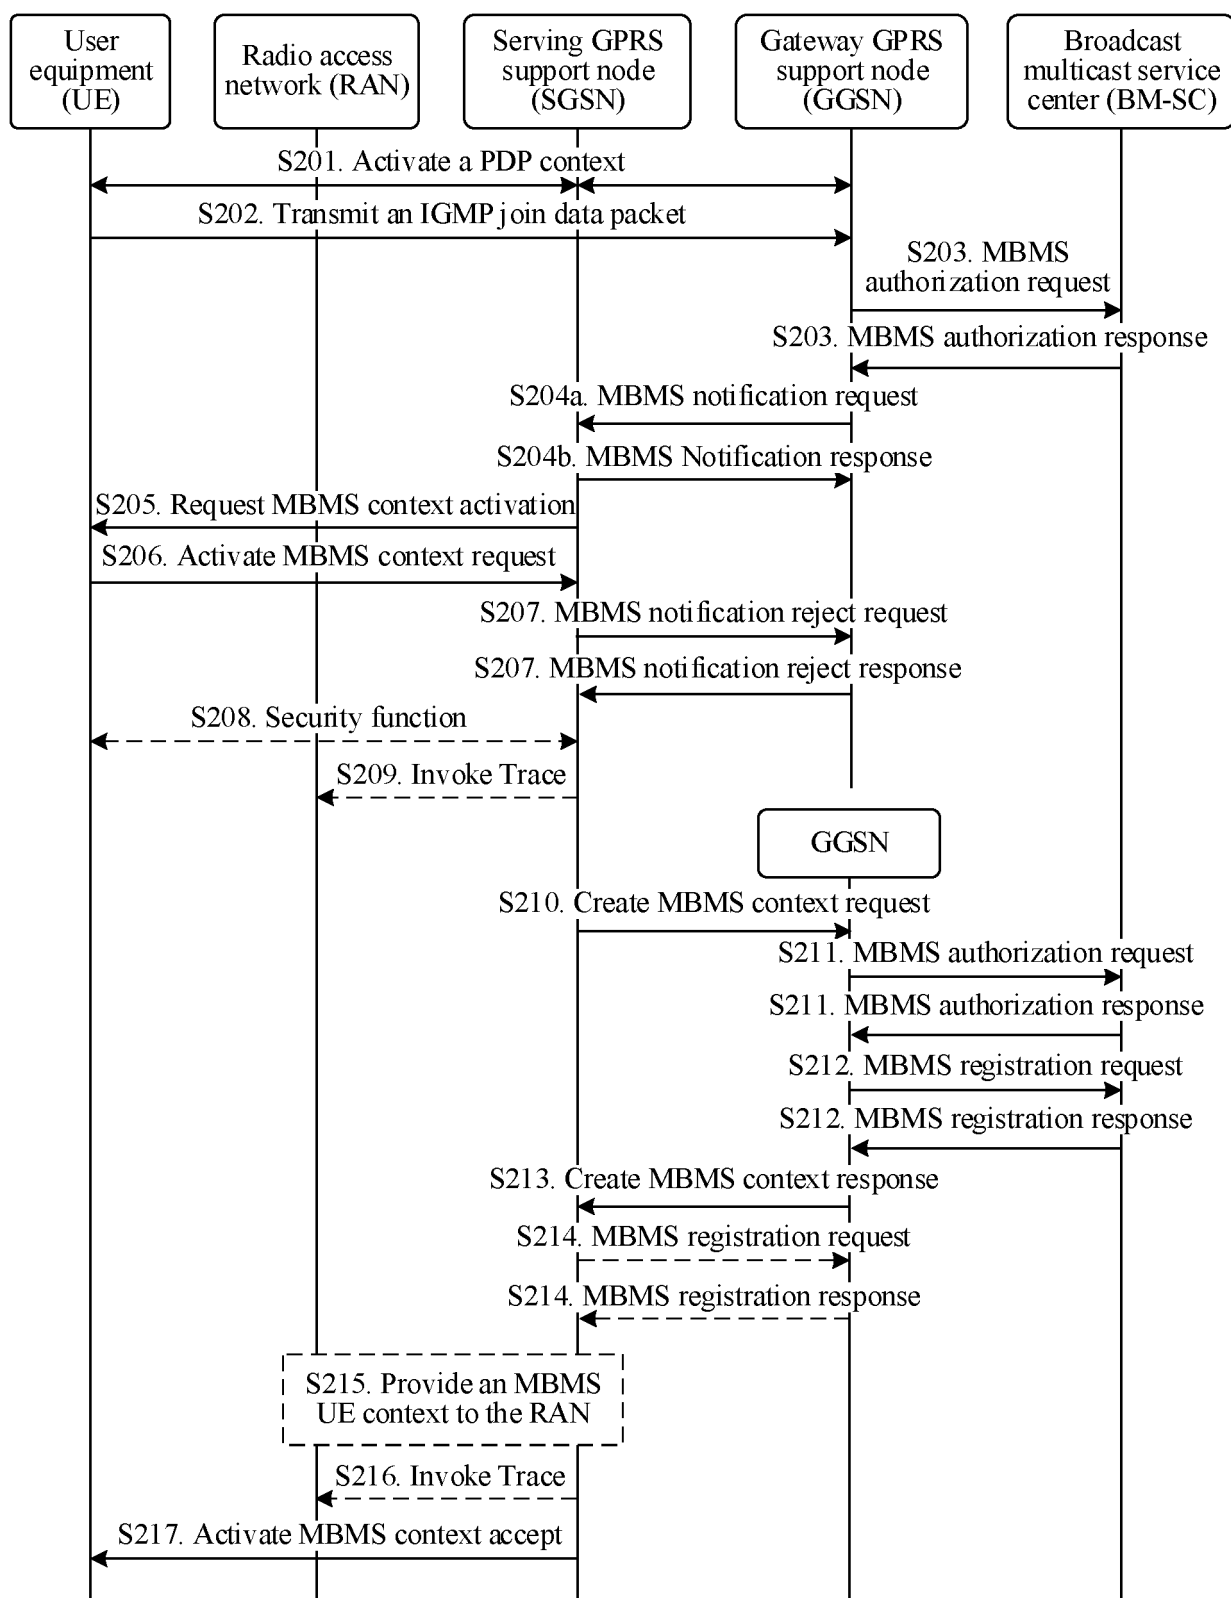 User
equipment
(UE)
Radio access
network (RAN)
Serving GPRS
support node
(SGSN)
Gateway GPRS
support node
(GGSN)
Broadcast
multicast service
center (BM-SC)
S201. Activate a PDP context
S202. Transmit an IGMP join data packet
S203. MBMS
authorization request
S203. MBMS authorization response
S204a. MBMS notification request
S204b. MBMS Notification response
S205. Request MBMS context activation
S206. Activate MBMS context request
S207. MBMS notification reject request
S207. MBMS notification reject response
S208. Security function
S209. Invoke Trace
GGSN
S210. Create MBMS context request
S211. MBMS authorization request
S211. MBMS authorization response
S212. MBMS registration request
S212. MBMS registration response
S213. Create MBMS context response
S214. MBMS registration request
S214. MBMS registration response
S215. Provide an MBMS
UE context to the RAN
S216. Invoke Trace
S217. Activate MBMS context accept